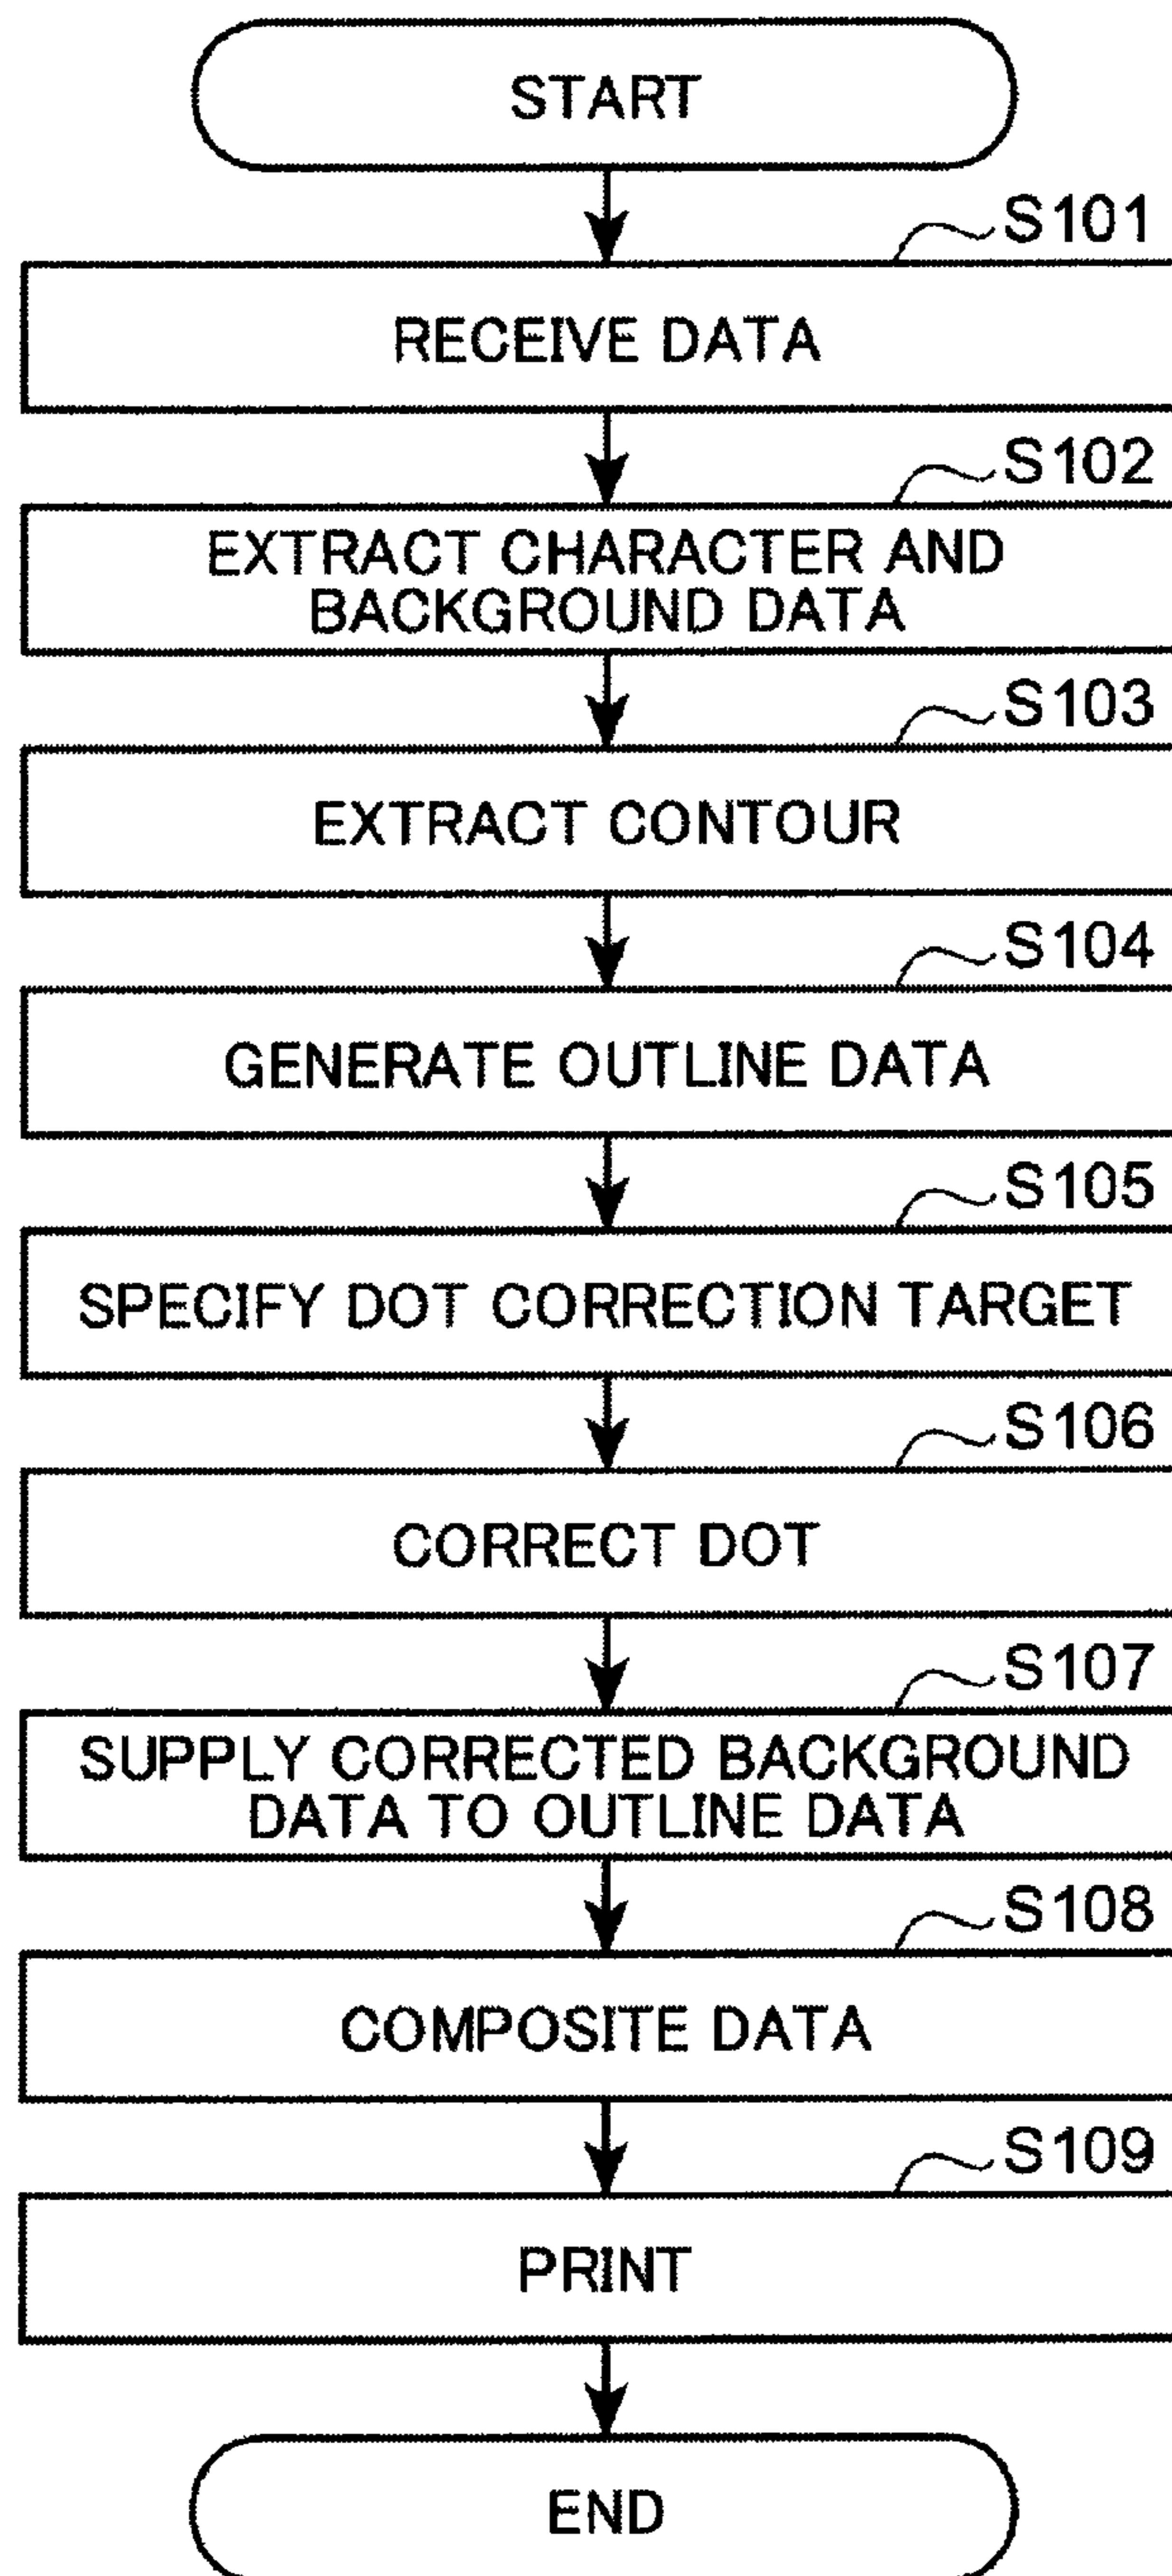 START
S101
RECEIVE DATA
S102
EXTRACT CHARACTER AND
BACKGROUND DATA
S103
EXTRACT CONTOUR
S104
GENERATE OUTLINE DATA
S105
SPECIFY DOT CORRECTION TARGET
S106
CORRECT DOT
S107
SUPPLY CORRECTED BACKGROUND
DATA TO OUTLINE DATA
S108
COMPOSITE DATA
S109
PRINT
END